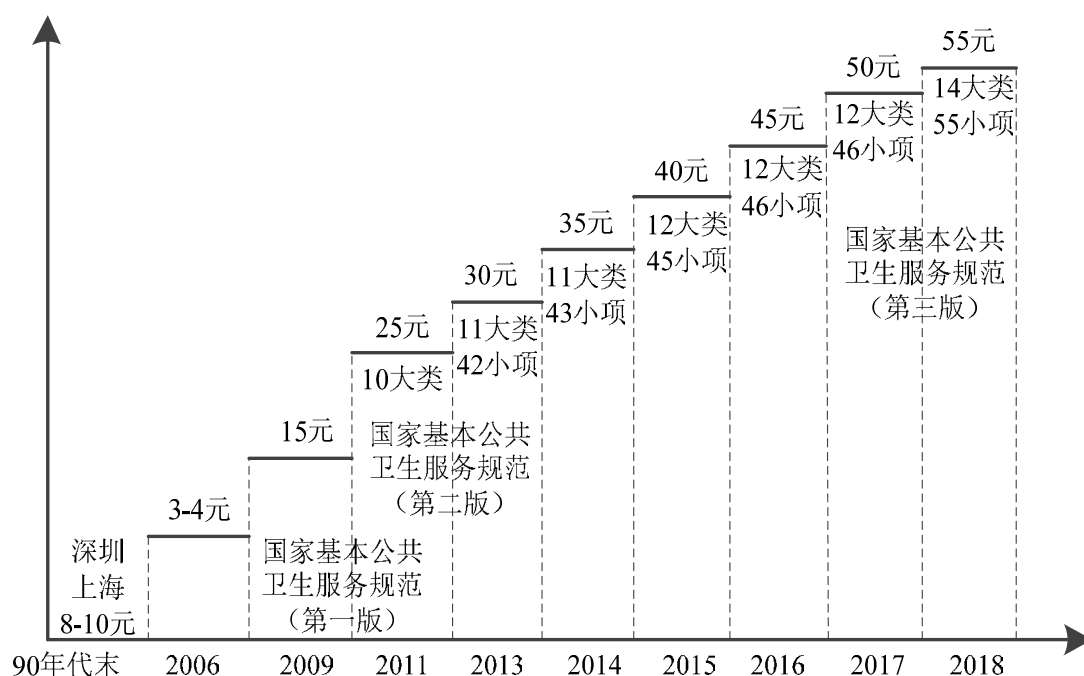 55元
14大类
55小项
50元
12大类
46小项
45元
12大类
46小项
40元
12大类
45小项
35元
11大类
43小项
30元
11大类
42小项
25元
10大类
15元
3-4元
深圳
上海
8-10元
国家基本公共
卫生服务规范
（第一版）
国家基本公共
卫生服务规范
（第二版）
国家基本公共
卫生服务规范
（第三版）
90年代末 2006 2009 2011 2013 2014 2015 2016 2017 2018